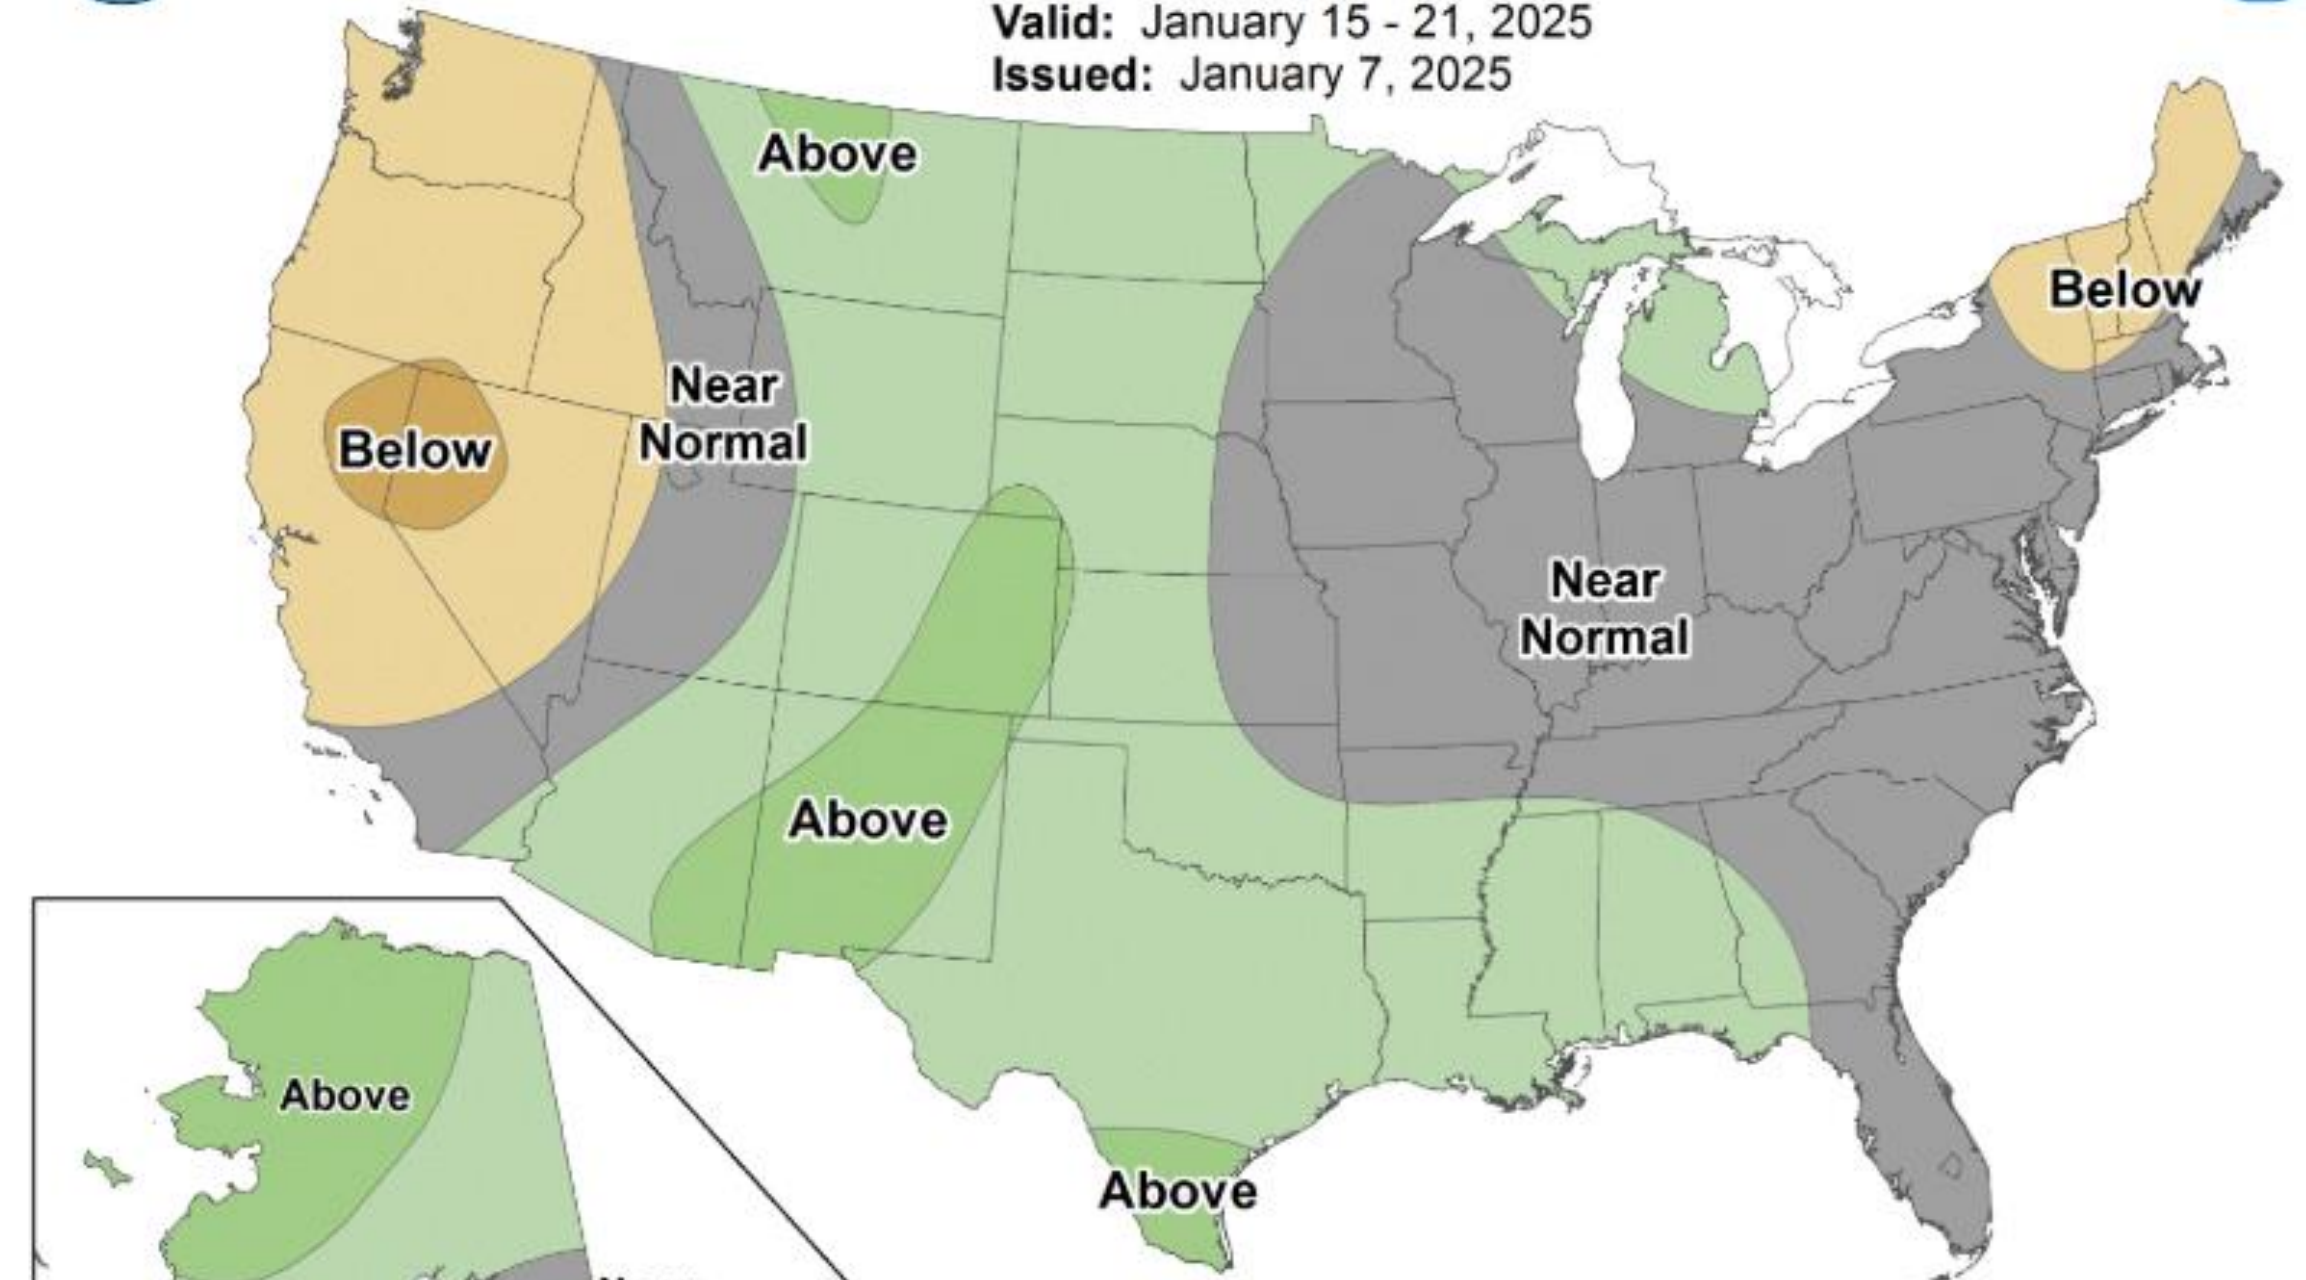 Valid: January 15 - 21, 2025
Issued: January 7, 2025
Above
Below
Near
Normal
Below
Near
Normal
Above
Above
Above